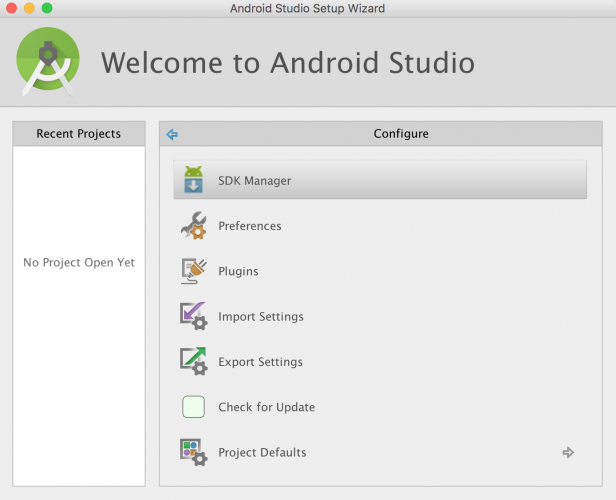 Android Studio Setup Wizard
Welcome to Android Studio
Recent Projects
No Project Open Yet
Configure
SDK Manager
Preferences
Plugins
Import Settings
Export Settings
Check for Update
Project Defaults